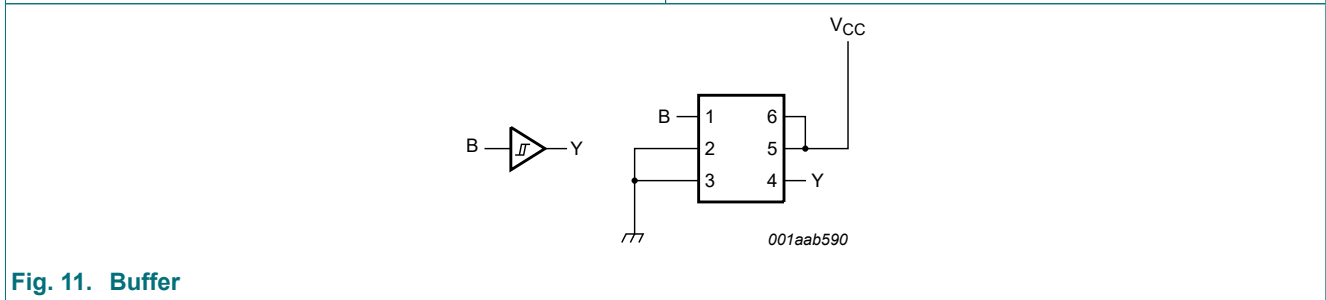 VCC
B 1 6
B Y 2 5
3 4 Y
001aab590
Fig. 11. Buffer